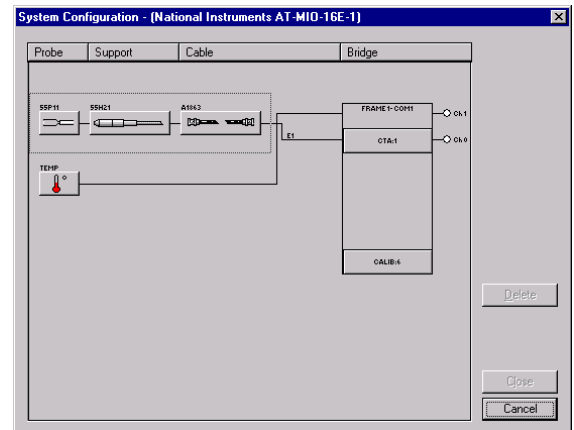 System Configuration - (National Instruments AT-MIO-16E-1)
Probe Support Cable Bridge
55P11 55H21 A1863 FRAME1-COM1 Ch1
E1 CTA:1 Ch0
TEMP
CALIB:6
Delete
Close
Cancel